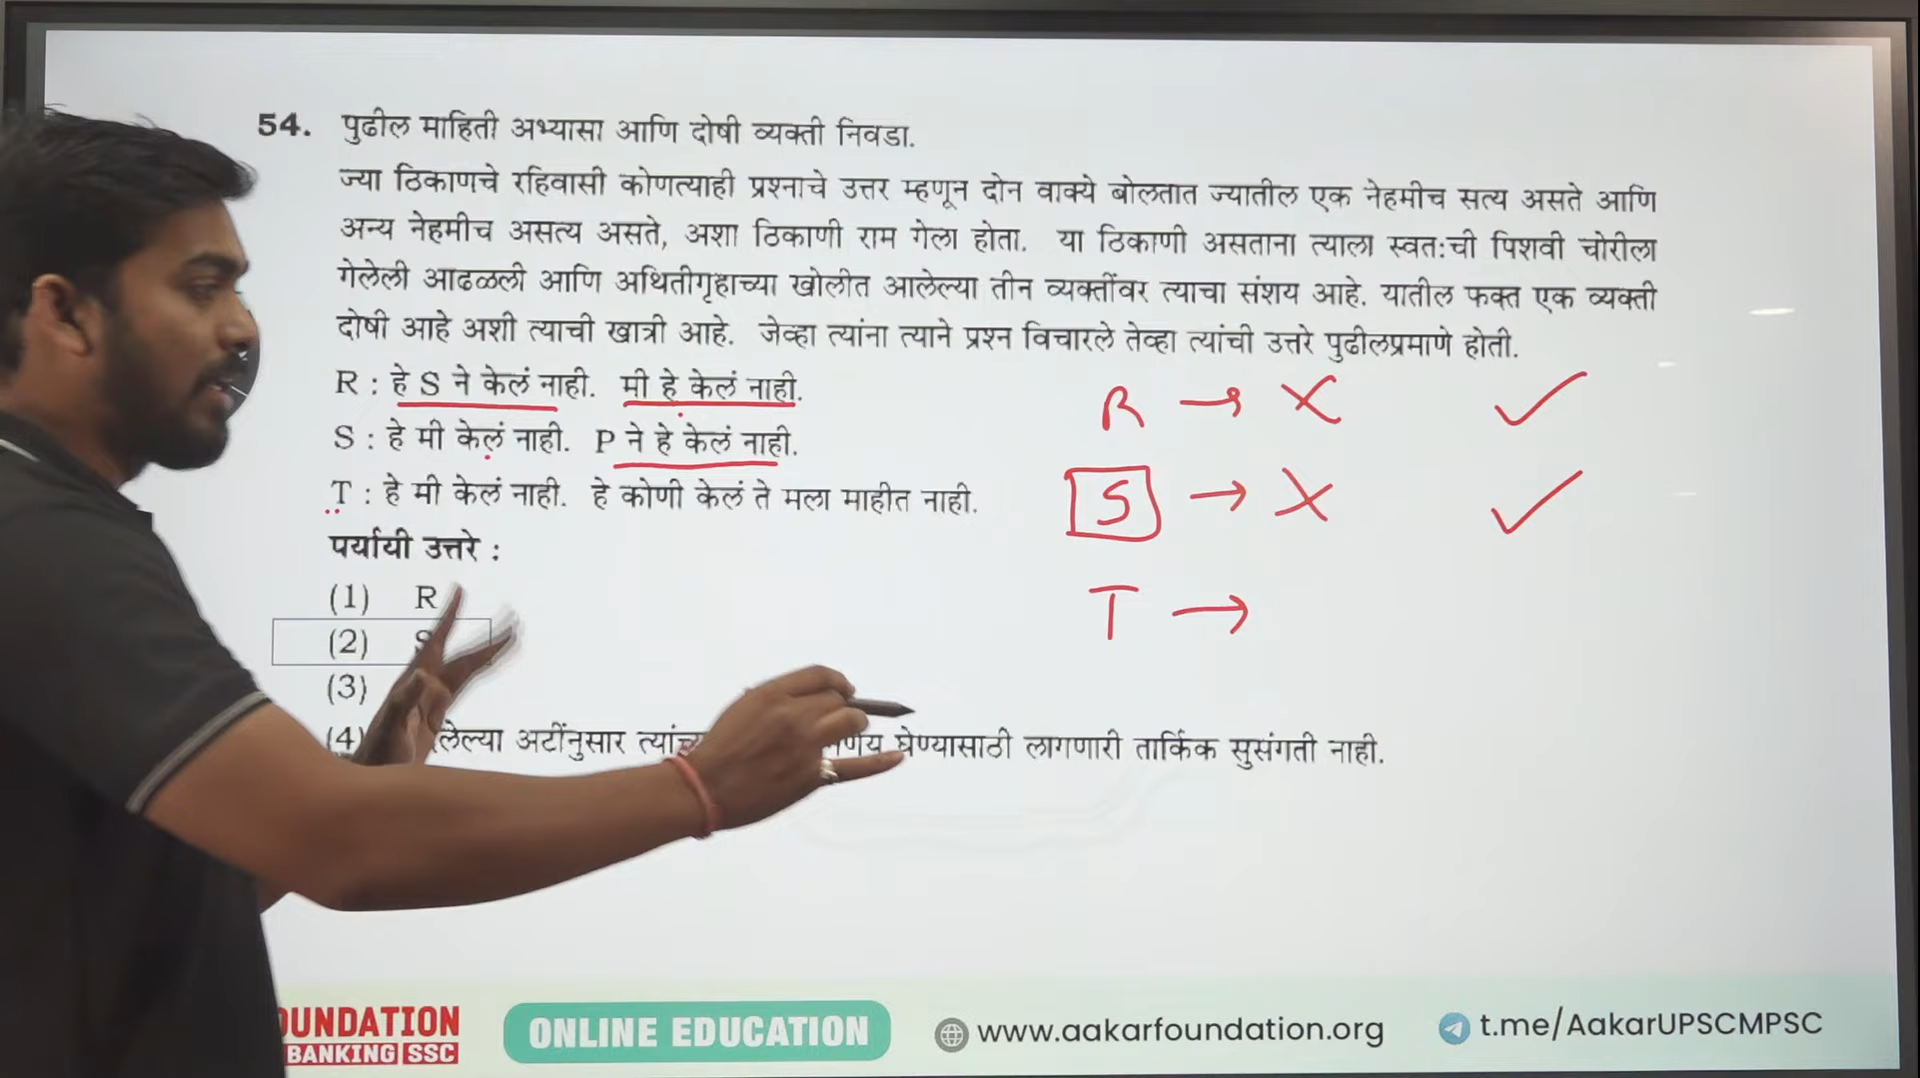 54. पुढील माहिती अभ्यासा आणि दोषी व्यक्ती निवडा.
ज्या ठिकाणचे रहिवासी कोणत्याही प्रश्नाचे उत्तर म्हणून दोन वाक्ये बोलतात ज्यातील एक नेहमीच सत्य असते आणि
अन्य नेहमीच असत्य असते, अशा ठिकाणी राम गेला होता. या ठिकाणी असताना त्याला स्वतःची पिशवी चोरीला
गेलेली आढळली आणि अथितीगृहाच्या खोलीत आलेल्या तीन व्यक्तींवर त्याचा संशय आहे. यातील फक्त एक व्यक्ती
दोषी आहे अशी त्याची खात्री आहे. जेव्हा त्यांना त्याने प्रश्न विचारले तेव्हा त्यांची उत्तरे पुढीलप्रमाणे होती.
R : हे S ने केलं नाही. मी हे केलं नाही.
S : हे मी केलं नाही. P ने हे केलं नाही.
T : हे मी केलं नाही. हे कोणी केलं ते मला माहीत नाही.
R → X ✓
S → X ✓
T →
पर्यायी उत्तरे :
(1) R
(2) S
(3)
(4) अटींनुसार घेण्यासाठी लागणारी तार्किक सुसंगती नाही.
OUNDATION
BANKING SSC
ONLINE EDUCATION
www.aakarfoundation.org
t.me/AakarUPSCMPSC